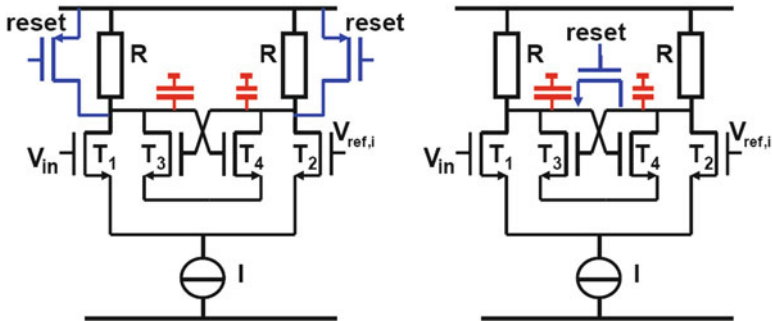 reset
reset
reset
R
R
R
R
V_in
T_1
T_3
T_4
T_2
V_ref,i
V_in
T_1
T_3
T_4
T_2
V_ref,i
I
I